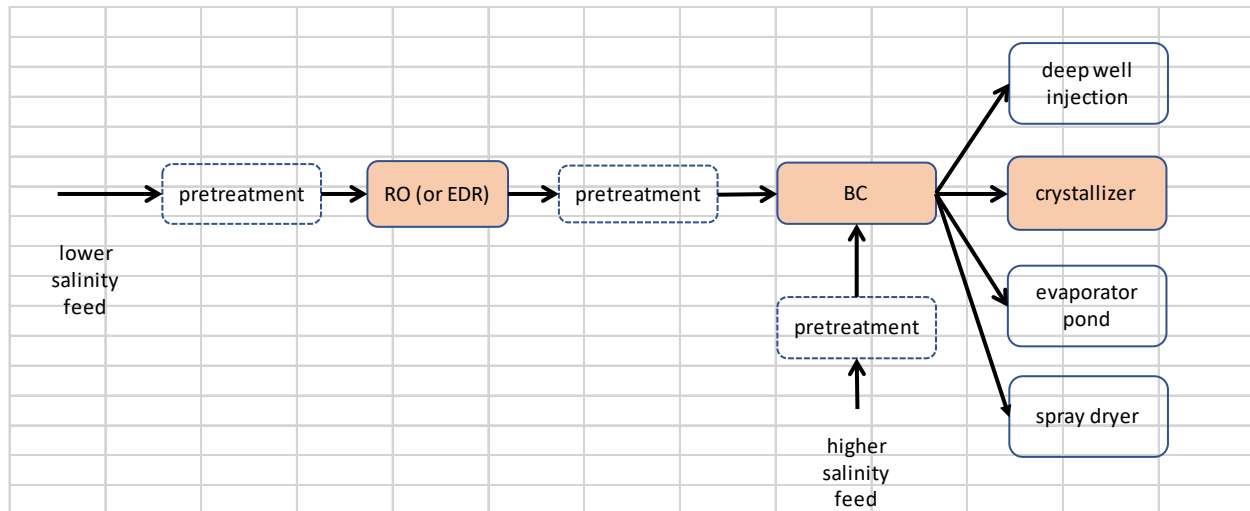 deep well
injection
pretreatment
RO (or EDR)
pretreatment
BC
crystallizer
lower
salinity
feed
evaporator
pond
pretreatment
spray dryer
higher
salinity
feed